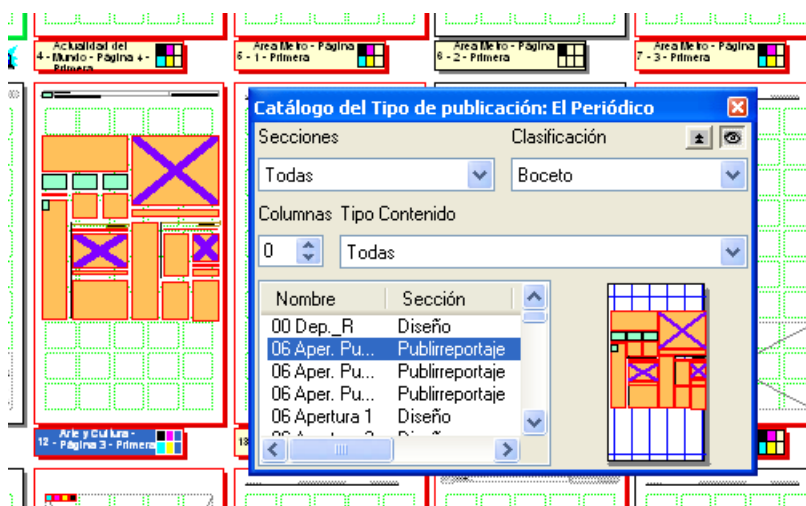 Actualidad del
4 - Mundo - Página 4 -
Primera
Area Metro - Página
5 - 1 - Primera
Area Metro - Página
6 - 2 - Primera
Area Metro - Página
7 - 3 - Primera
Catálogo del Tipo de publicación: El Periódico
Secciones
Clasificación
Todas
Boceto
Columnas Tipo Contenido
0
Todas
Nombre Sección
00 Dep._R Diseño
06 Aper. Pu... Publirreportaje
06 Aper. Pu... Publirreportaje
06 Aper. Pu... Publirreportaje
06 Apertura 1 Diseño
Arte y Cultura -
12 - Página 3 - Primera